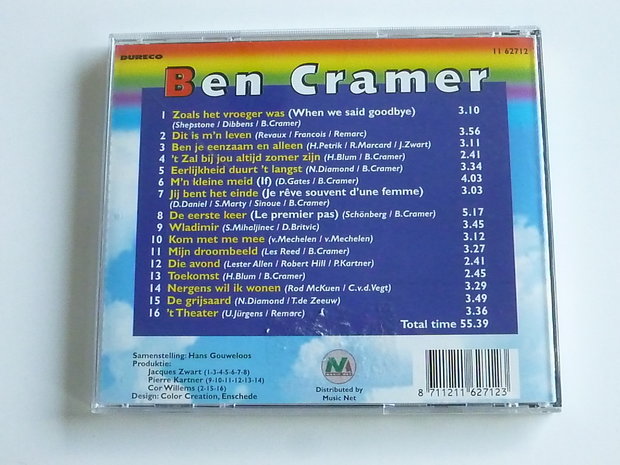 DURECO
11 62712
Ben Cramer
1 Zoals het vroeger was (When we said goodbye) 3.10
(Shepstone / Dibbens / B.Cramer)
2 Dit is m'n leven (Revaux / Francois / Remarc) 3.56
3 Ben je eenzaam en alleen (H.Petrik / R.Marcard / J.Zwart) 3.11
4 't Zal bij jou altijd zomer zijn (H.Blum / B.Cramer) 2.41
5 Eerlijkheid duurt 't langst (N.Diamond / B.Cramer) 3.34
6 M'n kleine meid (If) (D.Gates / B.Cramer) 4.03
7 Jij bent het einde (Je rêve souvent d'une femme) 3.03
(D.Daniel / S.Marty / Sinoue / B.Cramer)
8 De eerste keer (Le premier pas) (Schönberg / B.Cramer) 5.17
9 Wladimir (S.Mihaljinec / D.Britvic) 3.45
10 Kom met me mee (v.Mechelen / v.Mechelen) 3.12
11 Mijn droombeeld (Les Reed / B.Cramer) 3.27
12 Die avond (Lester Allen / Robert Hill / P.Kartner) 2.41
13 Toekomst (H.Blum / B.Cramer) 2.45
14 Nergens wil ik wonen (Rod McKuen / C.v.d.Vegt) 3.29
15 De grijsaard (N.Diamond / T.de Zeeuw) 3.49
16 't Theater (U.Jürgens / Remarc) 3.36
Total time 55.39
Samenstelling: Hans Gouweloos
Produktie:
Jacques Zwart (1-3-4-5-6-7-8)
Pierre Kartner (9-10-11-12-13-14)
Cor Willems (2-15-16)
Design: Color Creation, Enschede
Distributed by
Music Net
8 711211 627123